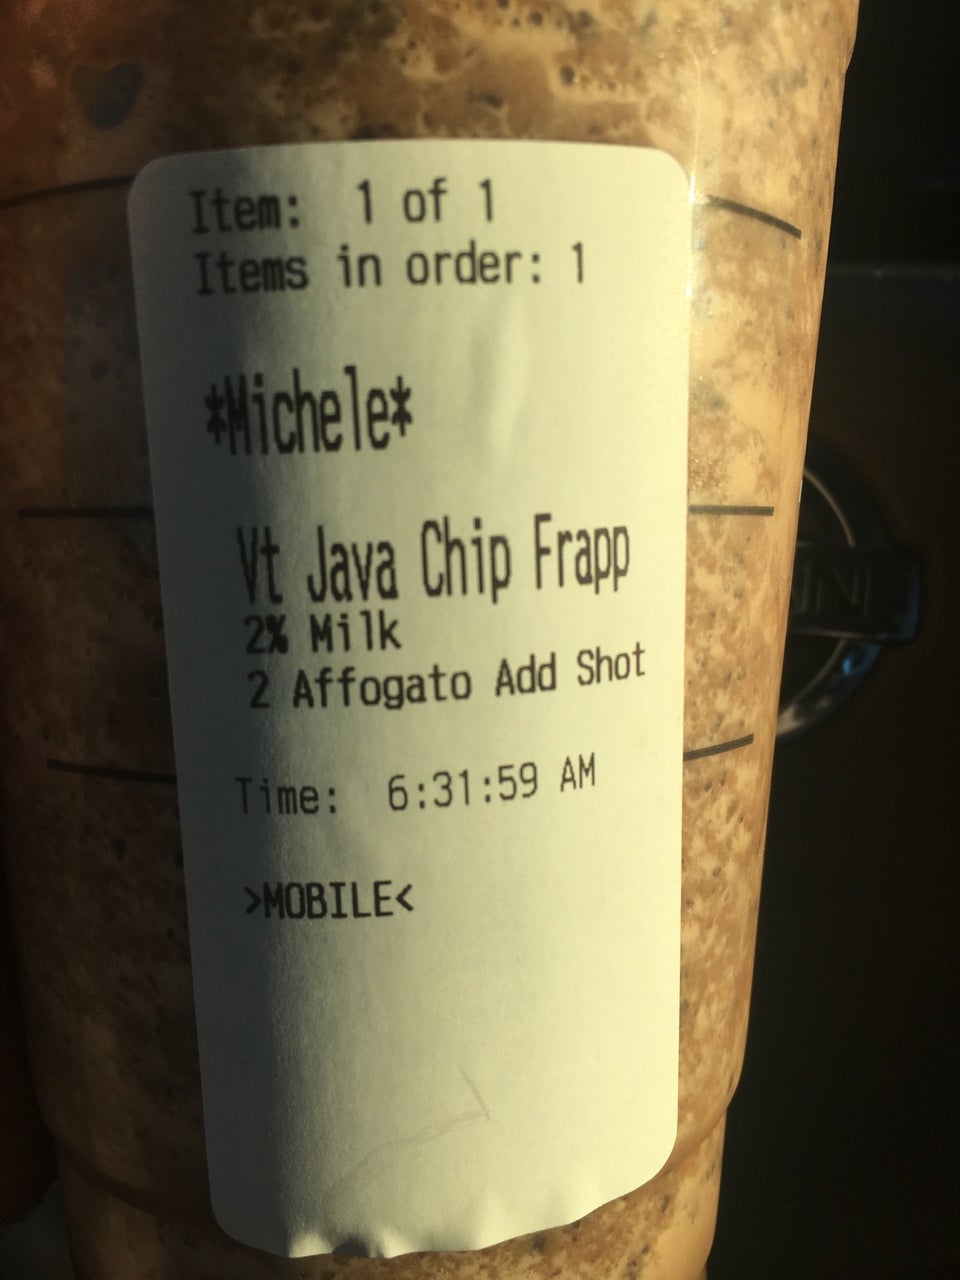 Item: 1 of 1
Items in order: 1
*Michele*
Vt Java Chip Frapp
2% Milk
2 Affogato Add Shot
Time: 6:31:59 AM
>MOBILE<